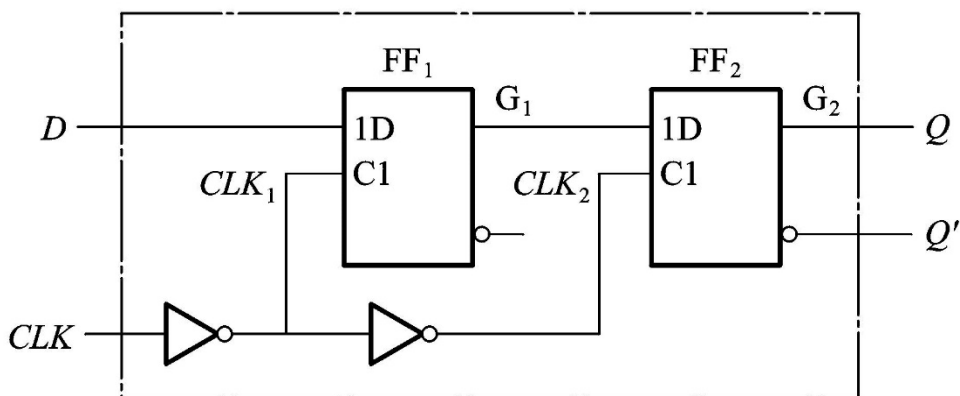 FF₁ FF₂
G₁ G₂
D 1D 1D Q
CLK₁ C1 CLK₂ C1
Q′
CLK